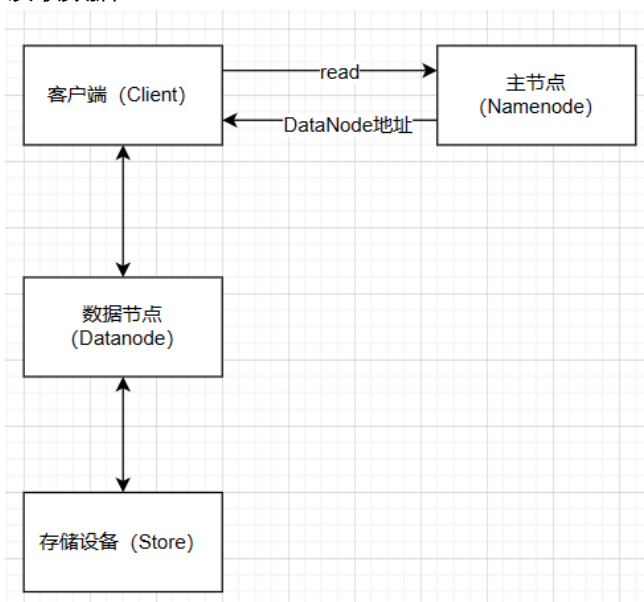 客户端（Client）
read
主节点
（Namenode）
DataNode地址
数据节点
（Datanode）
存储设备（Store）